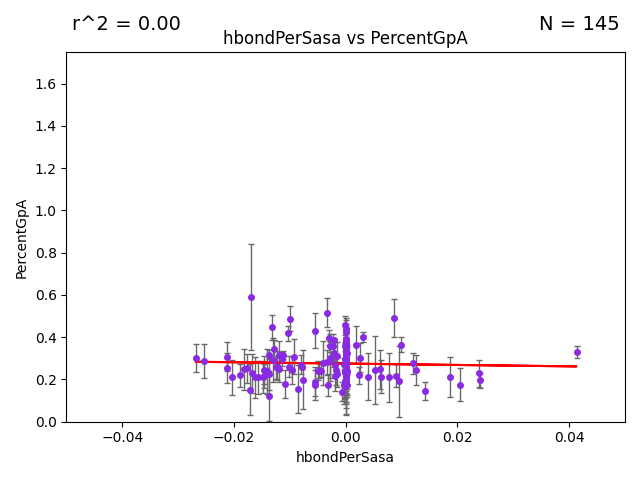 r^2 = 0.00
N = 145
hbondPerSasa vs PercentGpA
1.6
1.4
1.2
1.0
0.8
0.6
0.4
0.2
0.0
PercentGpA
−0.04
−0.02
0.00
0.02
0.04
hbondPerSasa